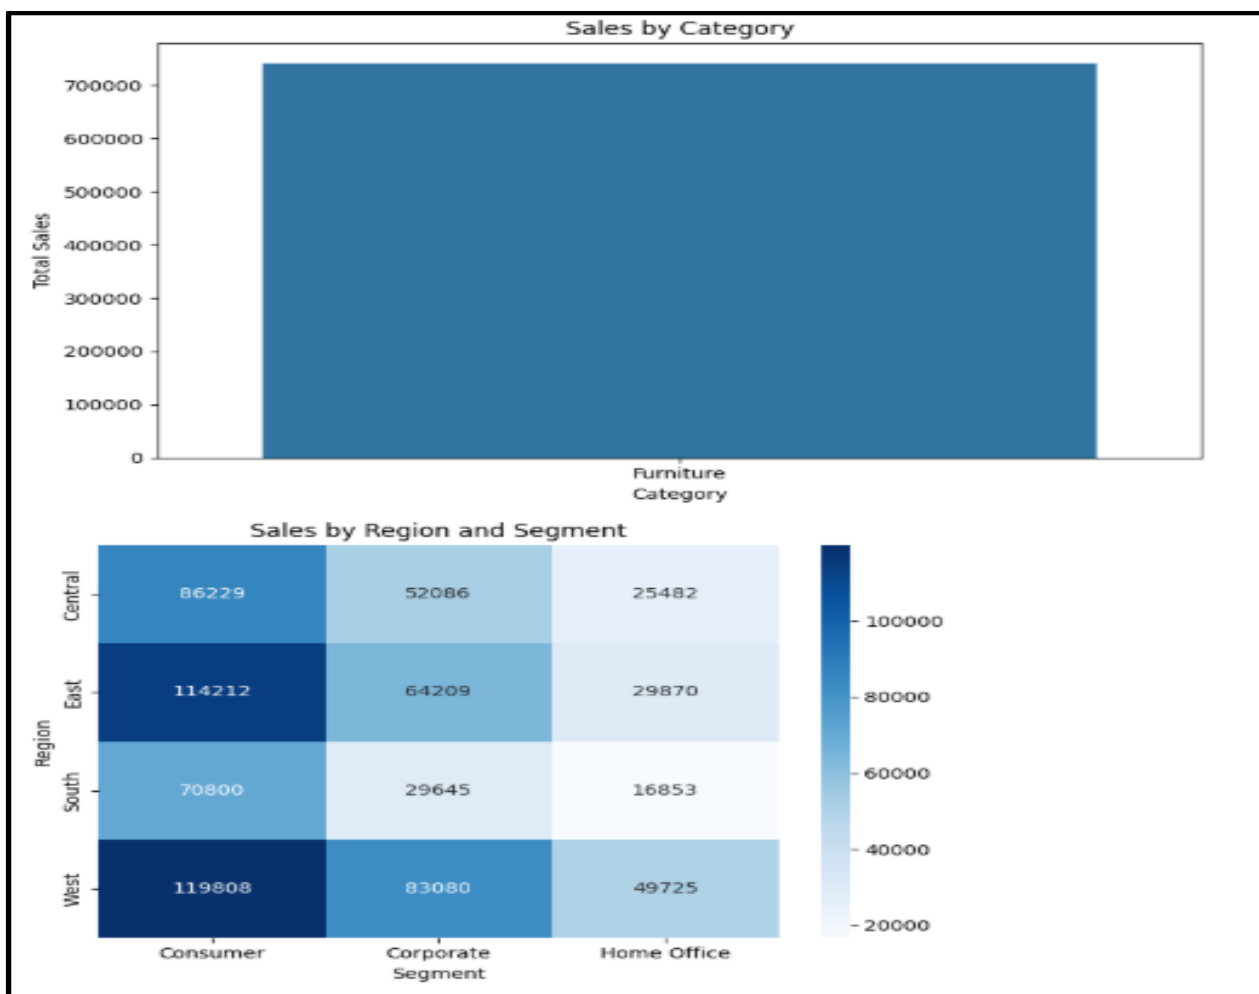 Sales by Category
Total Sales
700000
600000
500000
400000
300000
200000
100000
0
Furniture
Category
Sales by Region and Segment
Region
Central 86229 52086 25482
East 114212 64209 29870
South 70800 29645 16853
West 119808 83080 49725
Consumer Corporate Home Office
Segment
100000
80000
60000
40000
20000